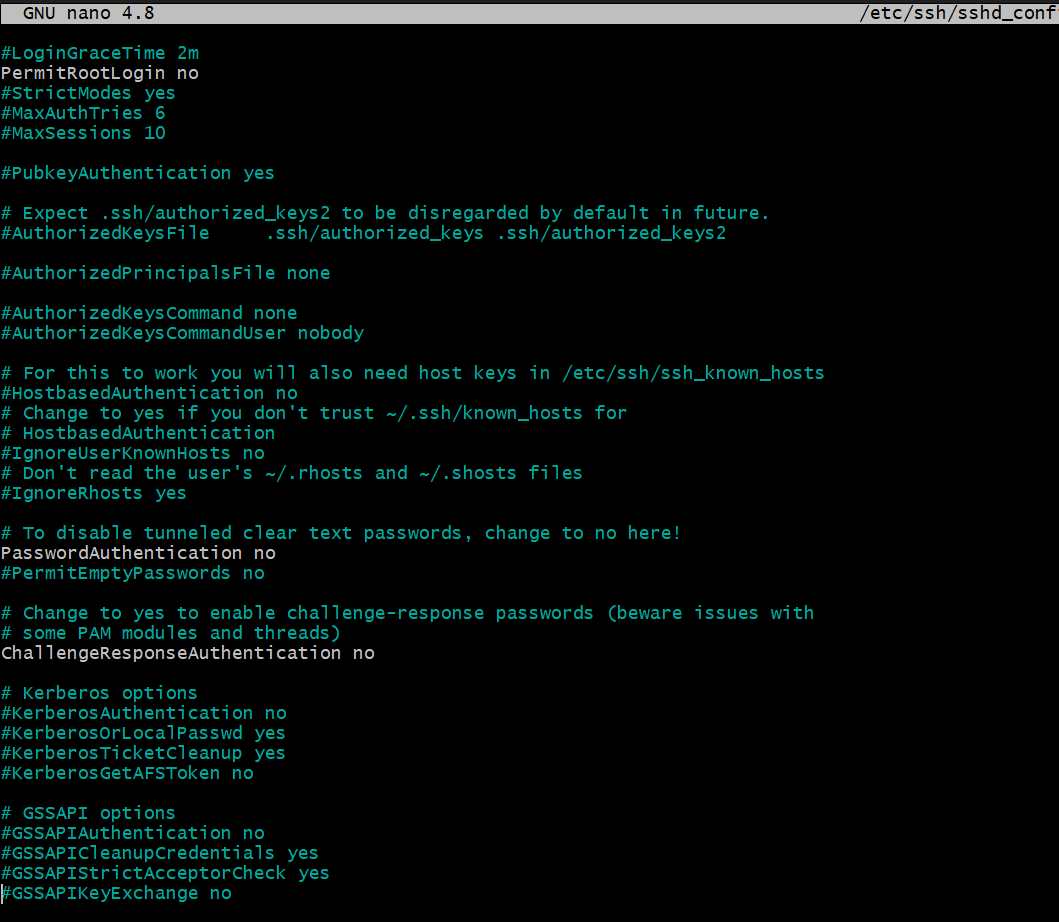 GNU nano 4.8 /etc/ssh/sshd_conf
#LoginGraceTime 2m
PermitRootLogin no
#StrictModes yes
#MaxAuthTries 6
#MaxSessions 10
#PubkeyAuthentication yes
# Expect .ssh/authorized_keys2 to be disregarded by default in future.
#AuthorizedKeysFile .ssh/authorized_keys .ssh/authorized_keys2
#AuthorizedPrincipalsFile none
#AuthorizedKeysCommand none
#AuthorizedKeysCommandUser nobody
# For this to work you will also need host keys in /etc/ssh/ssh_known_hosts
#HostbasedAuthentication no
# Change to yes if you don't trust ~/.ssh/known_hosts for
# HostbasedAuthentication
#IgnoreUserKnownHosts no
# Don't read the user's ~/.rhosts and ~/.shosts files
#IgnoreRhosts yes
# To disable tunneled clear text passwords, change to no here!
PasswordAuthentication no
#PermitEmptyPasswords no
# Change to yes to enable challenge-response passwords (beware issues with
# some PAM modules and threads)
ChallengeResponseAuthentication no
# Kerberos options
#KerberosAuthentication no
#KerberosOrLocalPasswd yes
#KerberosTicketCleanup yes
#KerberosGetAFSToken no
# GSSAPI options
#GSSAPIAuthentication no
#GSSAPICleanupCredentials yes
#GSSAPIStrictAcceptorCheck yes
#GSSAPIKeyExchange no